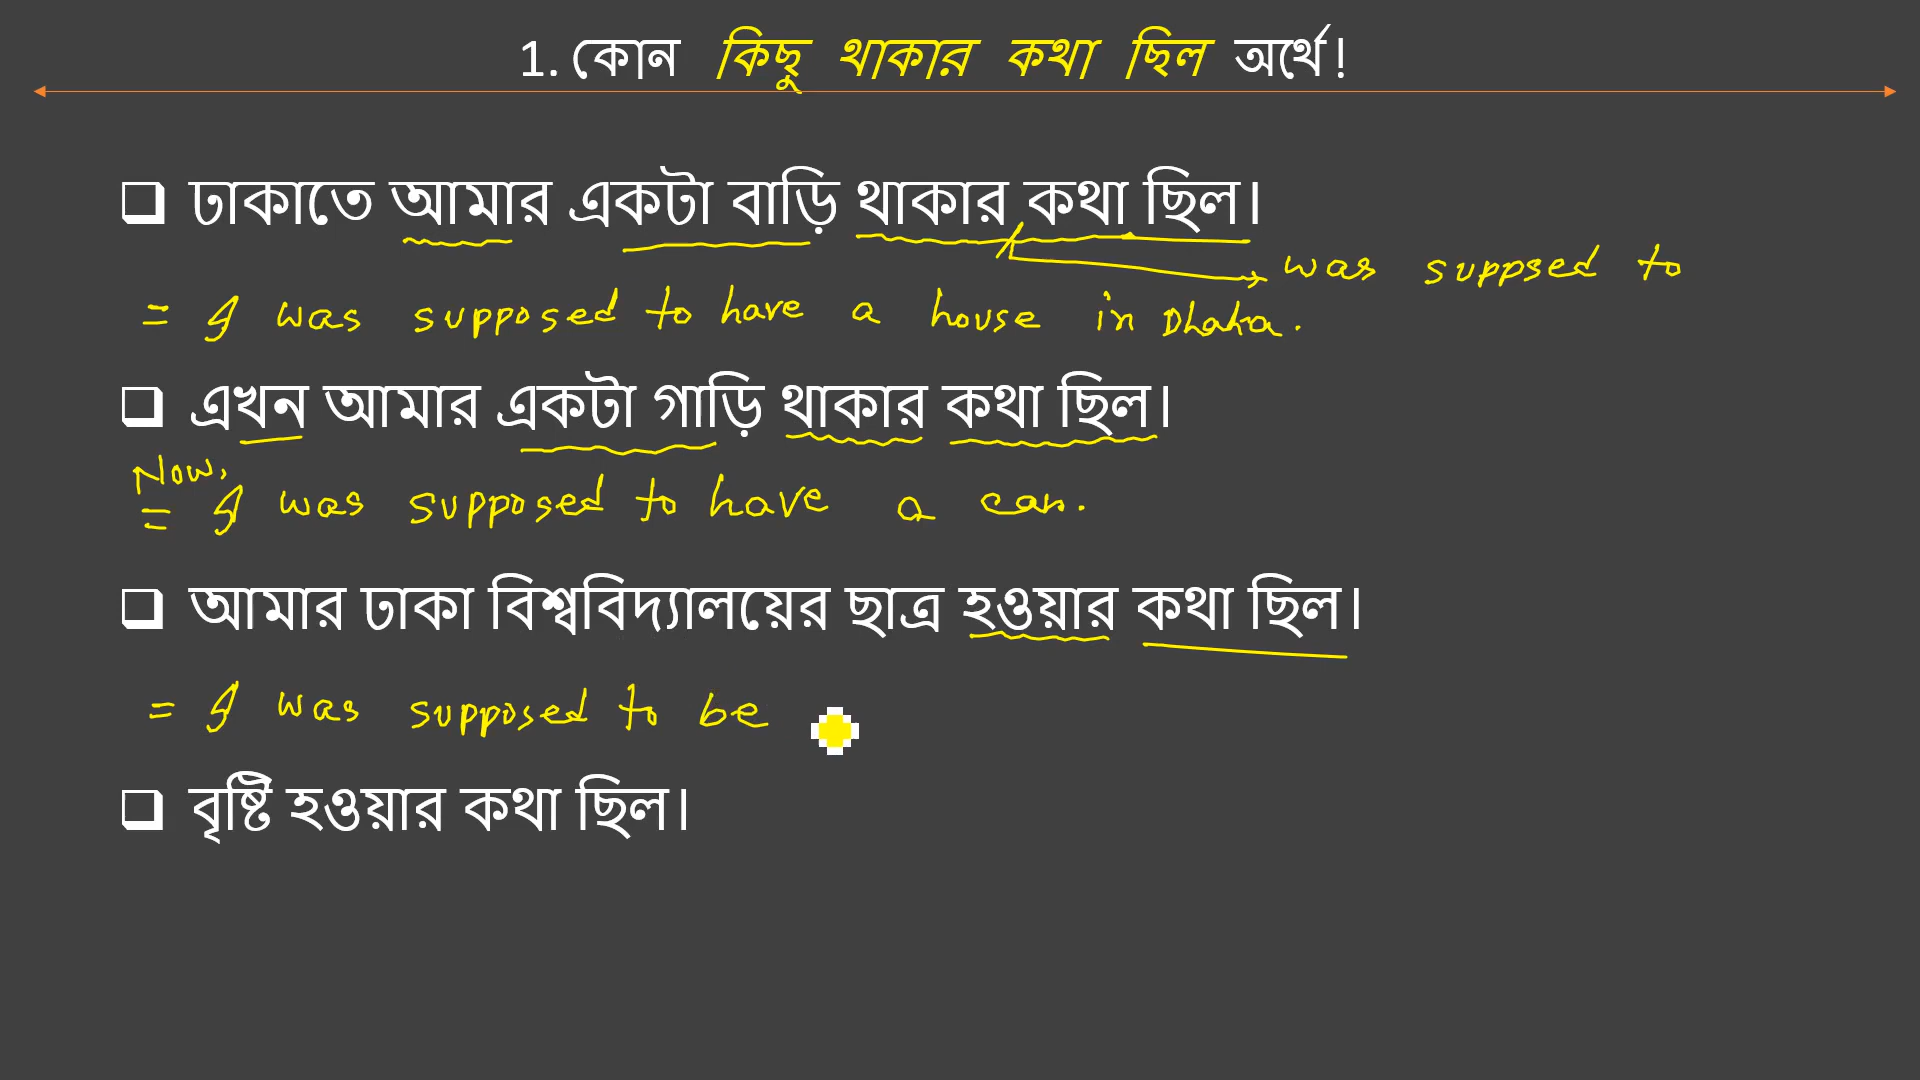 1. কোন কিছু থাকার কথা ছিল অর্থে!
ঢাকাতে আমার একটা বাড়ি থাকার কথা ছিল।
was suppsed to
= I was supposed to have a house in Dhaka.
এখন আমার একটা গাড়ি থাকার কথা ছিল।
Now,
= I was supposed to have a car.
আমার ঢাকা বিশ্ববিদ্যালয়ের ছাত্র হওয়ার কথা ছিল।
= I was supposed to be
বৃষ্টি হওয়ার কথা ছিল।